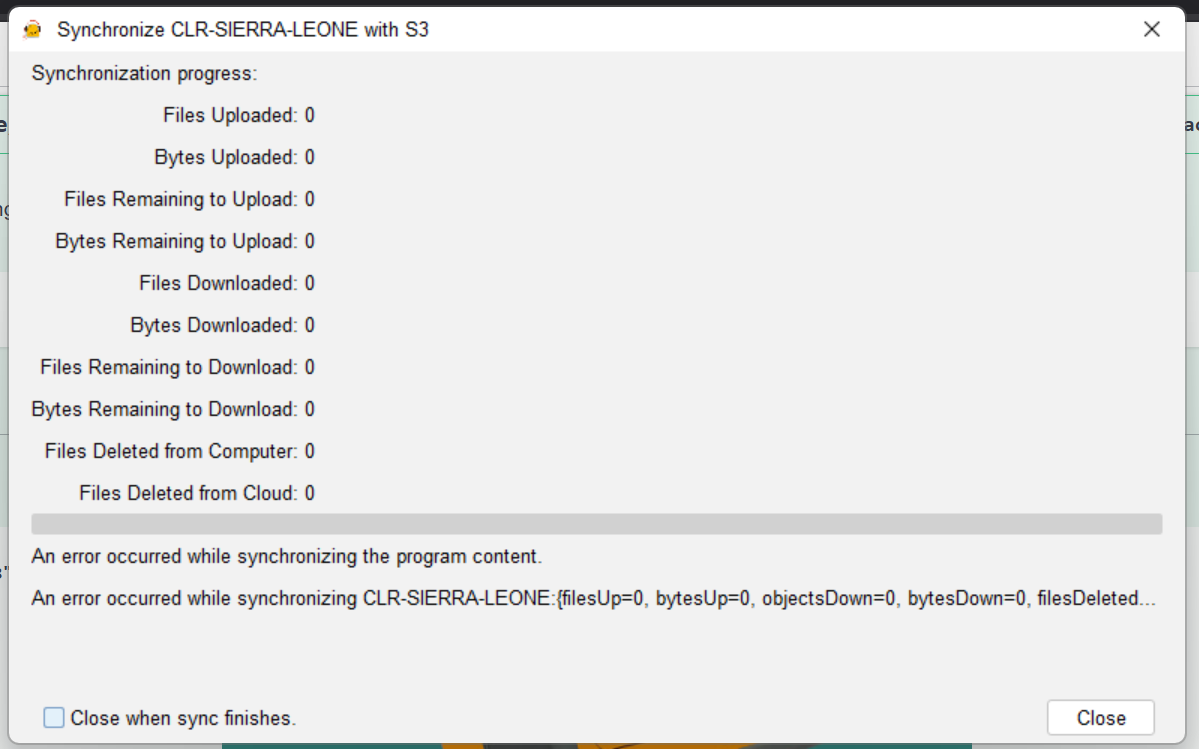 Synchronize CLR-SIERRA-LEONE with S3
Synchronization progress:
Files Uploaded: 0
Bytes Uploaded: 0
Files Remaining to Upload: 0
Bytes Remaining to Upload: 0
Files Downloaded: 0
Bytes Downloaded: 0
Files Remaining to Download: 0
Bytes Remaining to Download: 0
Files Deleted from Computer: 0
Files Deleted from Cloud: 0
An error occurred while synchronizing the program content.
An error occurred while synchronizing CLR-SIERRA-LEONE:{filesUp=0, bytesUp=0, objectsDown=0, bytesDown=0, filesDeleted...
Close when sync finishes.
Close